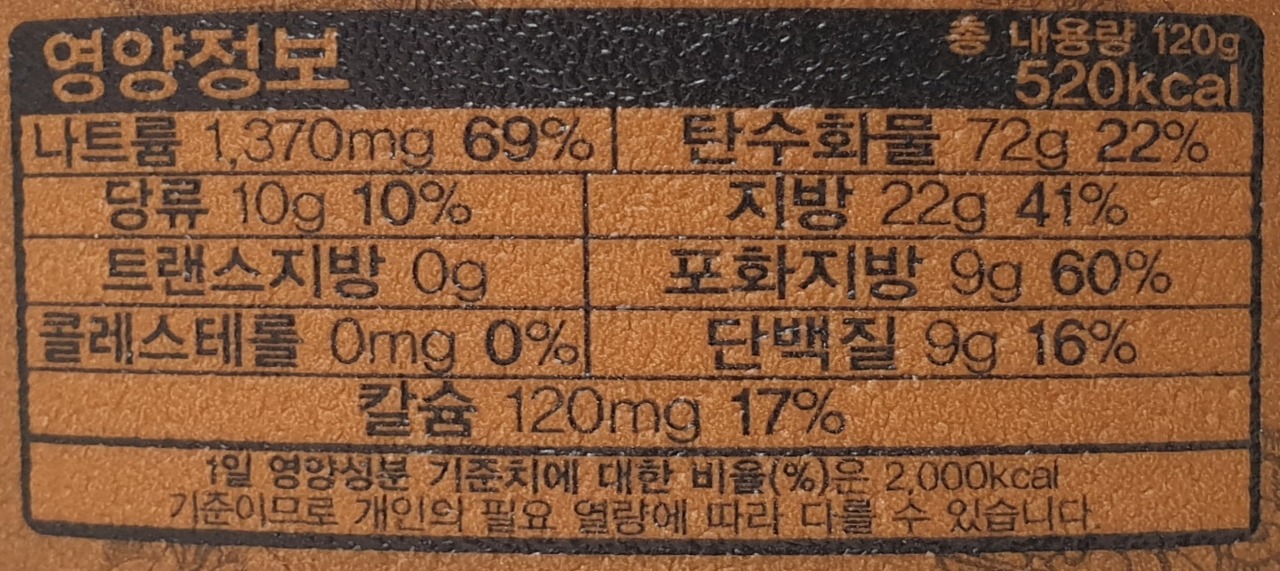 영양정보
총 내용량 120g
520kcal
나트륨 1,370mg 69% 탄수화물 72g 22%
당류 10g 10% 지방 22g 41%
트랜스지방 0g 포화지방 9g 60%
콜레스테롤 0mg 0% 단백질 9g 16%
칼슘 120mg 17%
1일 영양성분 기준치에 대한 비율(%)은 2,000kcal
기준이므로 개인의 필요 열량에 따라 다를 수 있습니다.